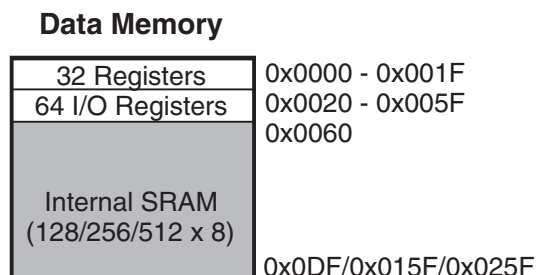 Data Memory
32 Registers 0x0000 - 0x001F
64 I/O Registers 0x0020 - 0x005F
0x0060
Internal SRAM
(128/256/512 x 8)
0x0DF/0x015F/0x025F